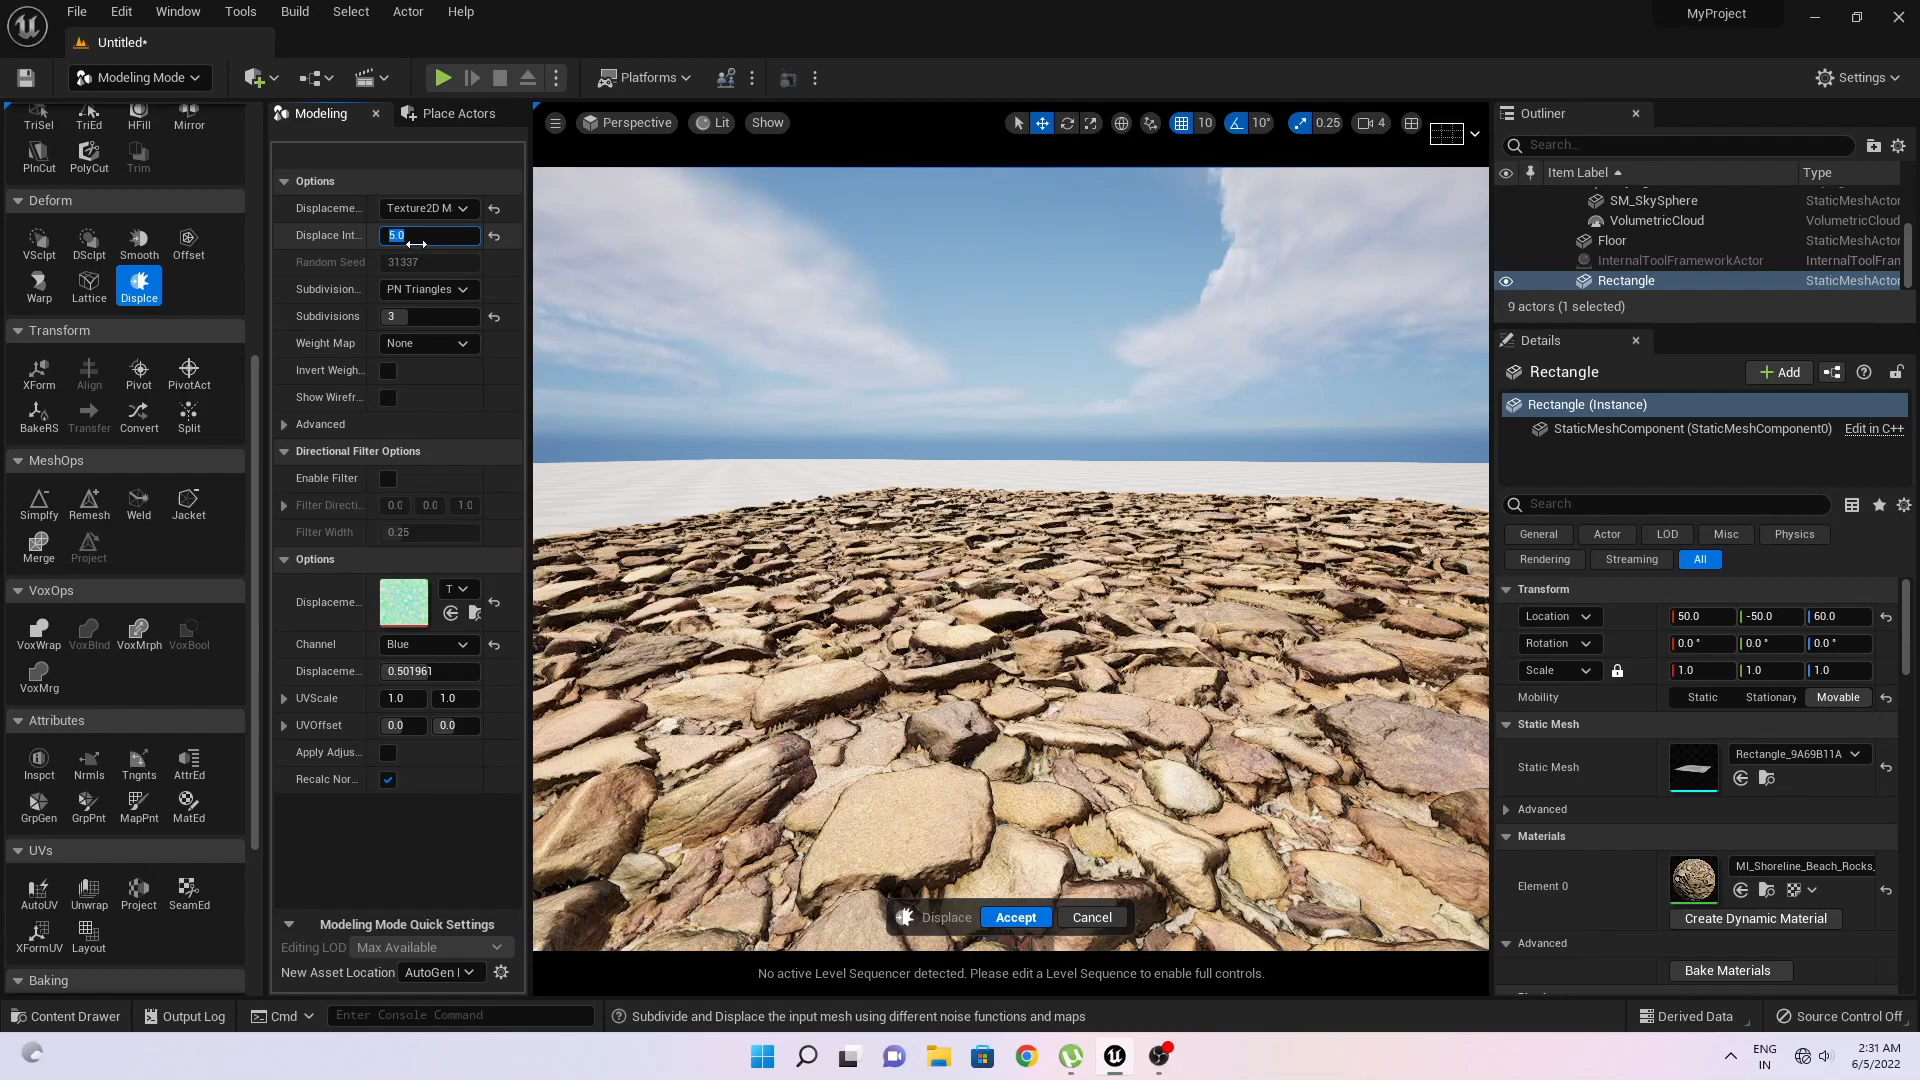 File Edit Window Tools Build Select Actor Help
MyProject
Untitled*
Modeling Mode
Platforms
Settings
TriSel TriEd HFill Mirror
PlnCut PolyCut Trim
Deform
VSclpt DSclpt Smooth Offset
Warp Lattice Displce
Transform
XForm Align Pivot PivotAct
BakeRS Transfer Convert Split
MeshOps
Simplfy Remesh Weld Jacket
Merge Project
VoxOps
VoxWrap VoxBlnd VoxMrph VoxBool
VoxMrg
Attributes
Inspct Nrmls Tngnts AttrEd
GrpGen GrpPnt MapPnt MatEd
UVs
AutoUV Unwrap Project SeamEd
XFormUV Layout
Baking
Modeling
Place Actors
Options
Displaceme... Texture2D M
Displace Int... 5.0
Random Seed 31337
Subdivision... PN Triangles
Subdivisions 3
Weight Map None
Invert Weigh...
Show Wirefr...
Advanced
Directional Filter Options
Enable Filter
Filter Directi... 0.0 0.0 1.0
Filter Width 0.25
Options
Displaceme... T
Channel Blue
Displaceme... 0.501961
UVScale 1.0 1.0
UVOffset 0.0 0.0
Apply Adjus...
Recalc Nor...
Modeling Mode Quick Settings
Editing LOD Max Available
New Asset Location AutoGen
Perspective Lit Show
10 10° 0.25 4
Displace Accept Cancel
No active Level Sequencer detected. Please edit a Level Sequence to enable full controls.
Outliner
Search...
Item Label Type
SM_SkySphere StaticMeshActor
VolumetricCloud VolumetricCloud
Floor StaticMeshActor
InternalToolFrameworkActor InternalToolFran
Rectangle StaticMeshActor
9 actors (1 selected)
Details
Rectangle
Add
Rectangle (Instance)
StaticMeshComponent (StaticMeshComponent0) Edit in C++
Search
General Actor LOD Misc Physics
Rendering Streaming All
Transform
Location 50.0 -50.0 60.0
Rotation 0.0° 0.0° 0.0°
Scale 1.0 1.0 1.0
Mobility Static Stationary Movable
Static Mesh
Static Mesh Rectangle_9A69B11A
Advanced
Materials
Element 0 MI_Shoreline_Beach_Rocks_
Create Dynamic Material
Advanced
Bake Materials
Content Drawer Output Log Cmd Enter Console Command
Subdivide and Displace the input mesh using different noise functions and maps
Derived Data Source Control Off
ENG
IN
2:31 AM
6/5/2022